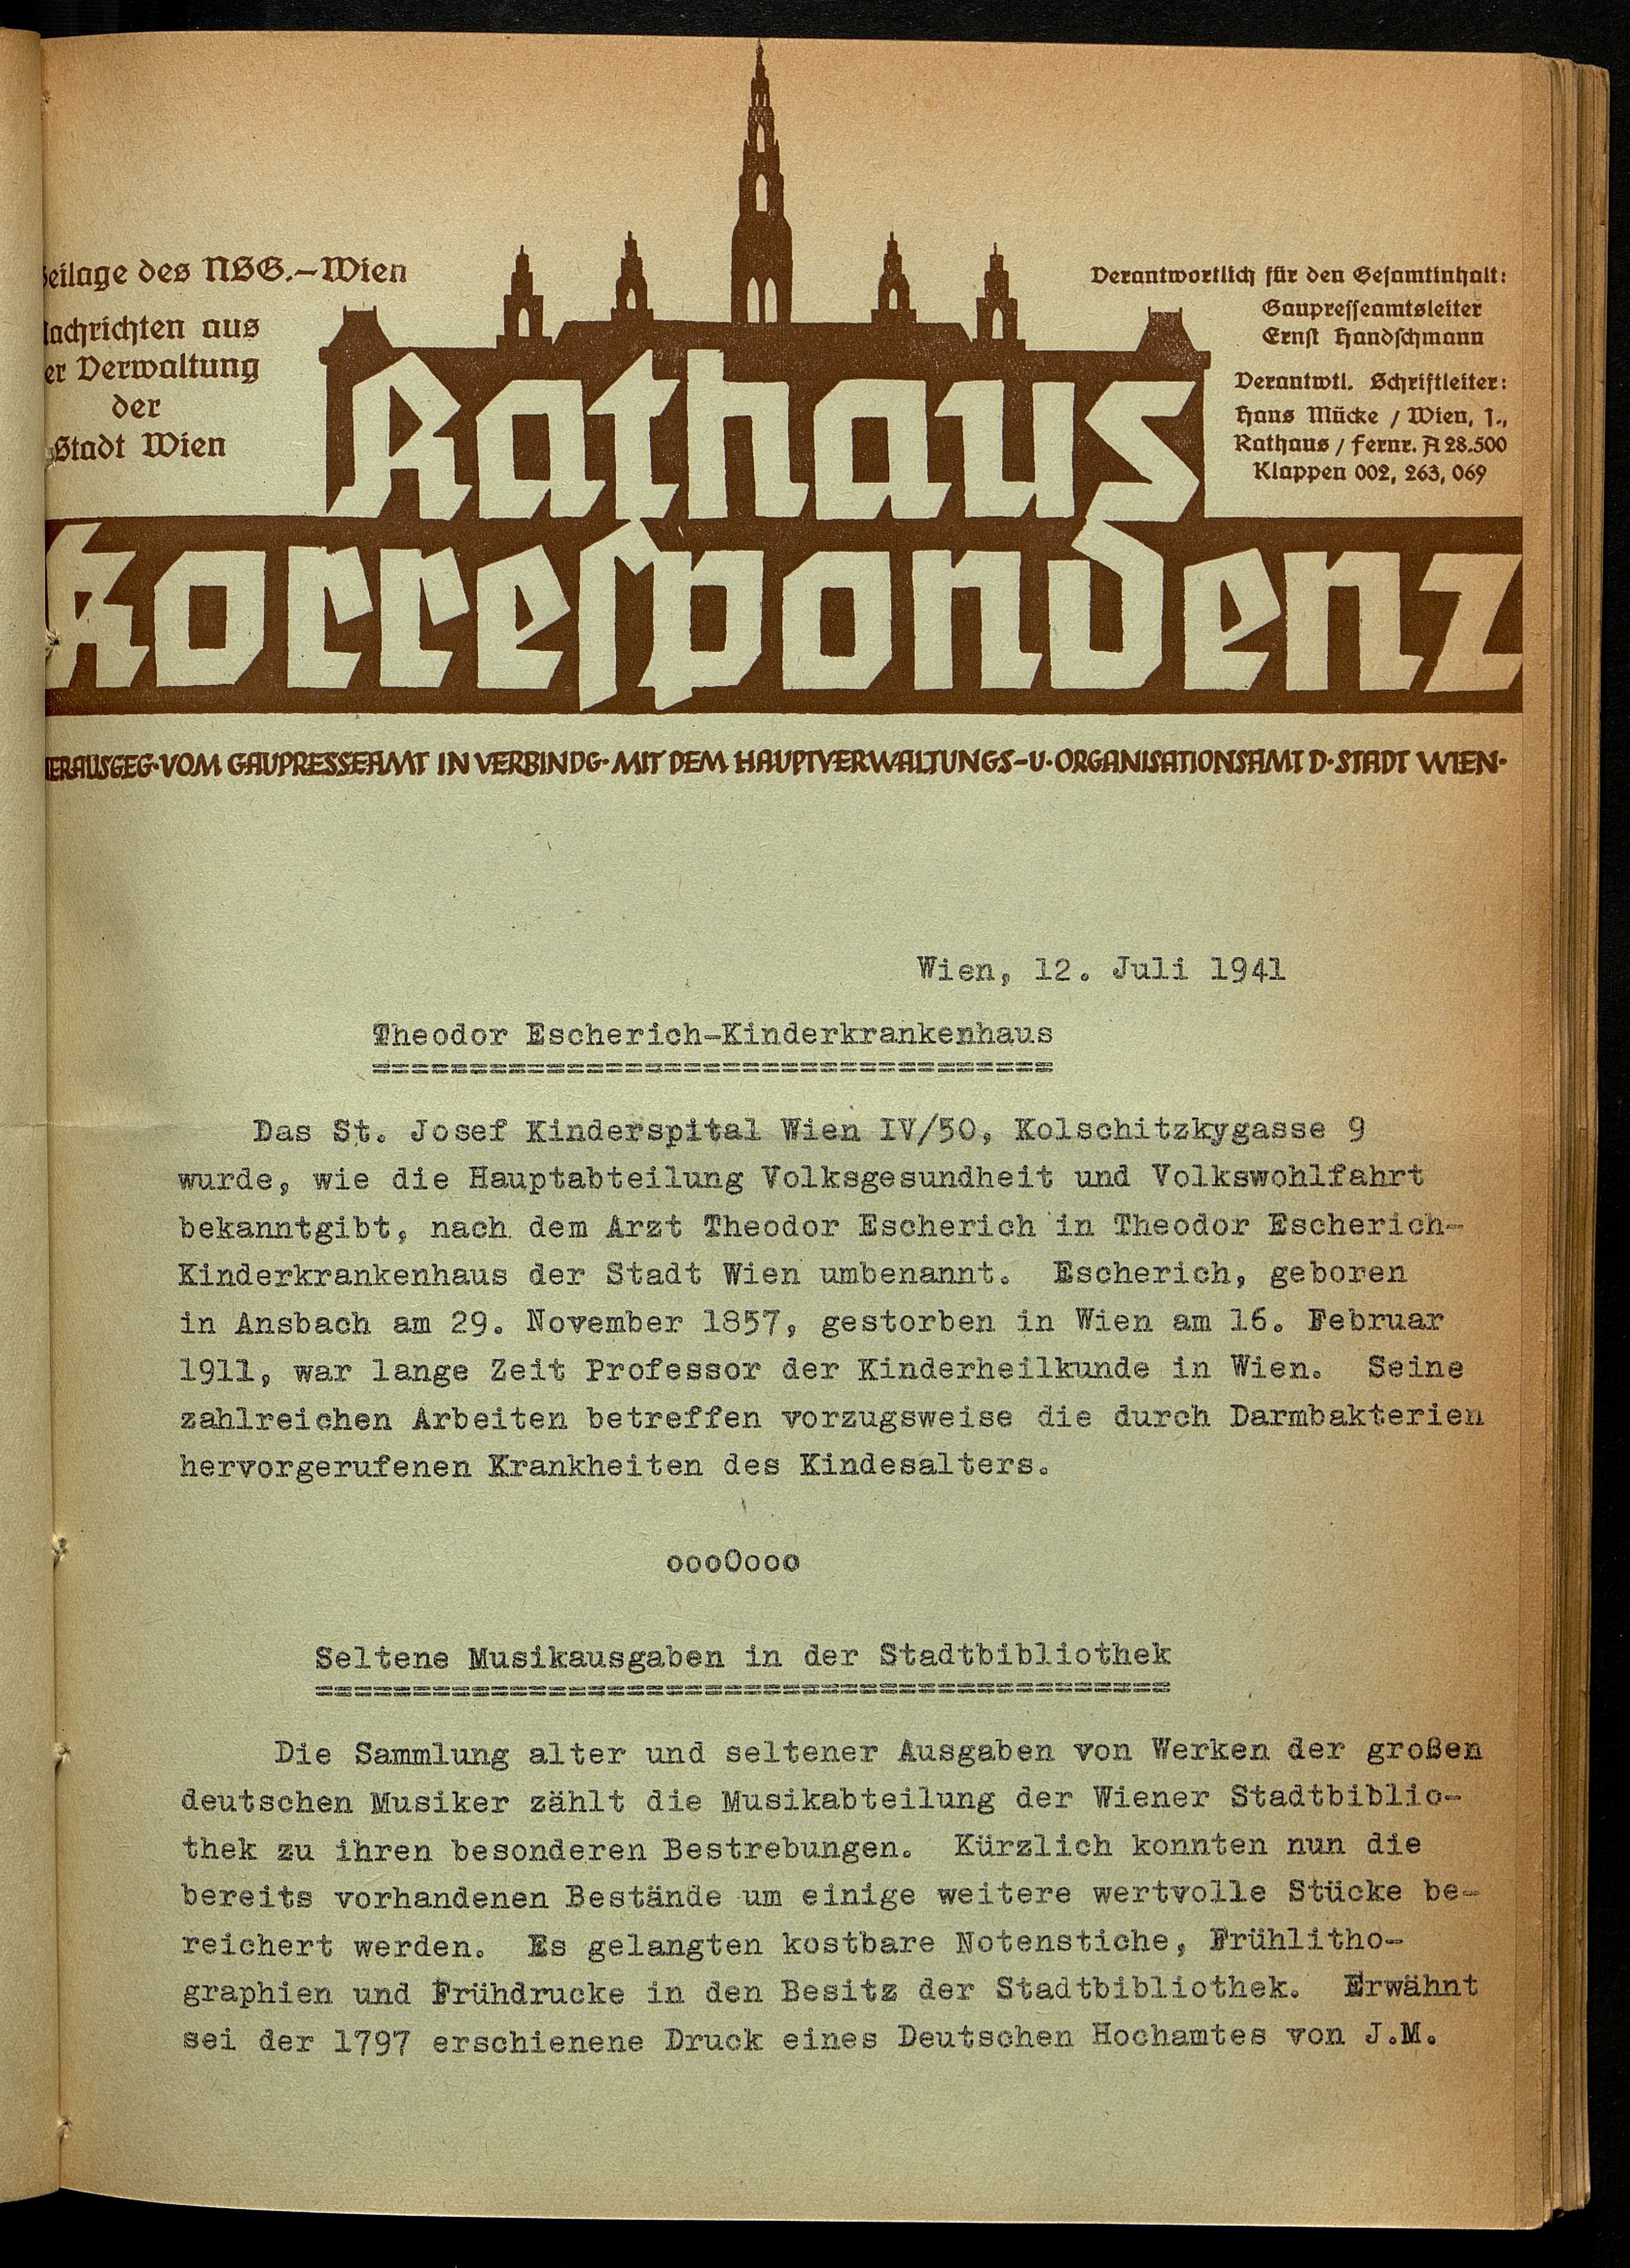 Beilage des NSG.-Wien
Nachrichten aus
der Verwaltung
der
Stadt Wien
Verantwortlich für den Gesamtinhalt:
Gaupresseamtsleiter
Ernst Handschmann
Verantwtl. Schriftleiter:
Hans Mücke / Wien, 1.,
Rathaus / Fernr. A 28.500
Klappen 002, 263, 069
Rathaus
Korrespondenz
HERAUSGEG·VOM GAUPRESSEAMT IN VERBINDG·MIT DEM HAUPTVERWALTUNGS-U·ORGANISATIONSAMT D·STADT WIEN·
Wien, 12. Juli 1941
Theodor Escherich-Kinderkrankenhaus
===================================
Das St. Josef Kinderspital Wien IV/50, Kolschitzkygasse 9
wurde, wie die Hauptabteilung Volksgesundheit und Volkswohlfahrt
bekanntgibt, nach dem Arzt Theodor Escherich in Theodor Escherich-
Kinderkrankenhaus der Stadt Wien umbenannt. Escherich, geboren
in Ansbach am 29. November 1857, gestorben in Wien am 16. Februar
1911, war lange Zeit Professor der Kinderheilkunde in Wien. Seine
zahlreichen Arbeiten betreffen vorzugsweise die durch Darmbakterien
hervorgerufenen Krankheiten des Kindesalters.
oooOooo
Seltene Musikausgaben in der Stadtbibliothek
============================================
Die Sammlung alter und seltener Ausgaben von Werken der großen
deutschen Musiker zählt die Musikabteilung der Wiener Stadtbiblio-
thek zu ihren besonderen Bestrebungen. Kürzlich konnten nun die
bereits vorhandenen Bestände um einige weitere wertvolle Stücke be-
reichert werden. Es gelangten kostbare Notenstiche, Frühlitho-
graphien und Frühdrucke in den Besitz der Stadtbibliothek. Erwähnt
sei der 1797 erschienene Druck eines Deutschen Hochamtes von J.M.